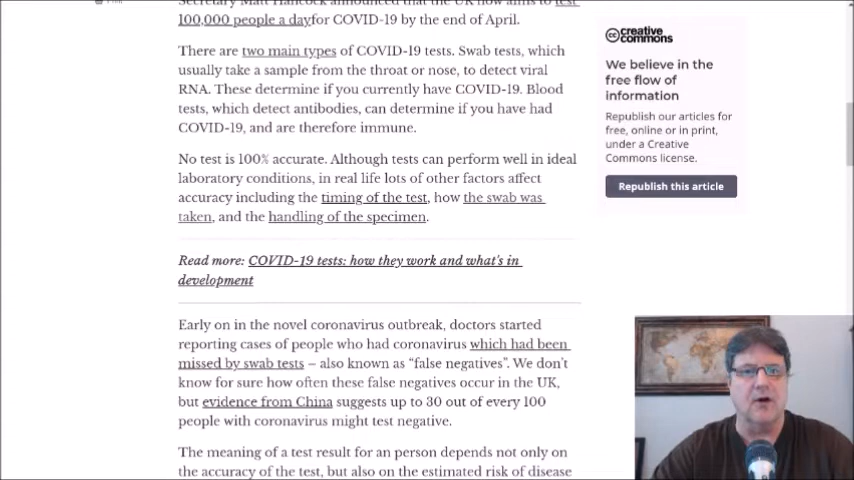 Secretary Matt Hancock announced that the UK now aims to test
100,000 people a dayfor COVID-19 by the end of April.
There are two main types of COVID-19 tests. Swab tests, which
usually take a sample from the throat or nose, to detect viral
RNA. These determine if you currently have COVID-19. Blood
tests, which detect antibodies, can determine if you have had
COVID-19, and are therefore immune.
No test is 100% accurate. Although tests can perform well in ideal
laboratory conditions, in real life lots of other factors affect
accuracy including the timing of the test, how the swab was
taken, and the handling of the specimen.
Read more: COVID-19 tests: how they work and what's in
development
Early on in the novel coronavirus outbreak, doctors started
reporting cases of people who had coronavirus which had been
missed by swab tests – also known as “false negatives”. We don’t
know for sure how often these false negatives occur in the UK,
but evidence from China suggests up to 30 out of every 100
people with coronavirus might test negative.
The meaning of a test result for an person depends not only on
the accuracy of the test, but also on the estimated risk of disease
cc creative
commons
We believe in the
free flow of
information
Republish our articles for
free, online or in print,
under a Creative
Commons license.
Republish this article